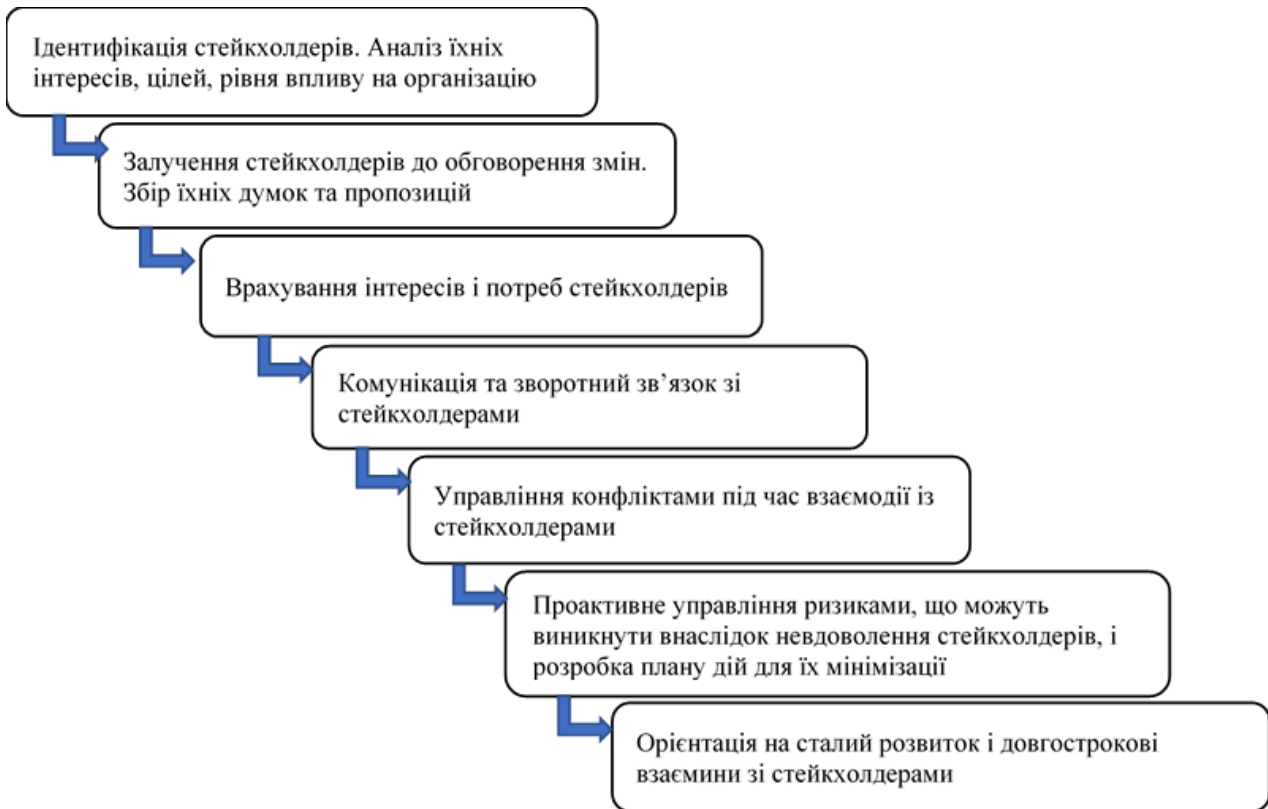 Ідентифікація стейкхолдерів. Аналіз їхніх
інтересів, цілей, рівня впливу на організацію
Залучення стейкхолдерів до обговорення змін.
Збір їхніх думок та пропозицій
Врахування інтересів і потреб стейкхолдерів
Комунікація та зворотний зв’язок зі
стейкхолдерами
Управління конфліктами під час взаємодії із
стейкхолдерами
Проактивне управління ризиками, що можуть
виникнути внаслідок невдоволення стейкхолдерів, і
розробка плану дій для їх мінімізації
Орієнтація на сталий розвиток і довгострокові
взаємини зі стейкхолдерами